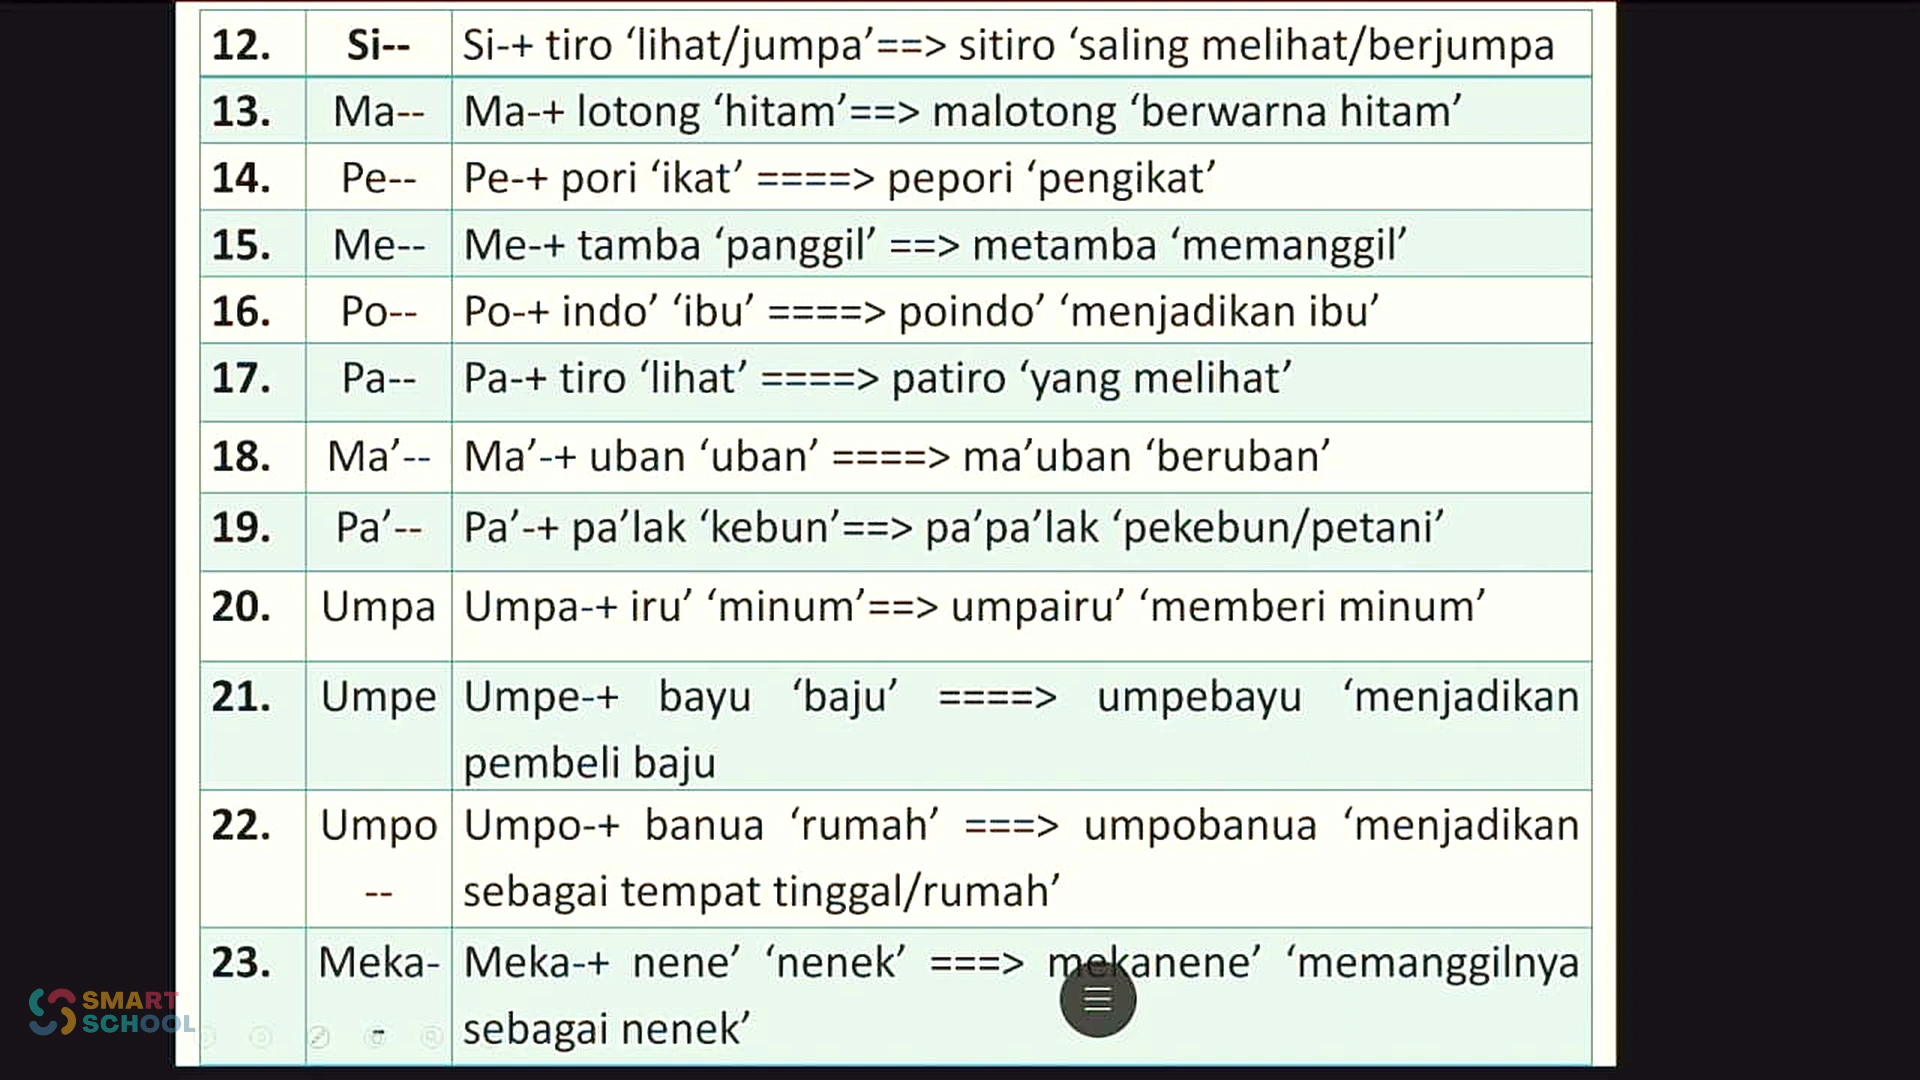 12. Si-- Si-+ tiro ‘lihat/jumpa’==> sitiro ‘saling melihat/berjumpa
13. Ma-- Ma-+ lotong ‘hitam’==> malotong ‘berwarna hitam’
14. Pe-- Pe-+ pori ‘ikat’ ====> pepori ‘pengikat’
15. Me-- Me-+ tamba ‘panggil’ ==> metamba ‘memanggil’
16. Po-- Po-+ indo’ ‘ibu’ ====> poindo’ ‘menjadikan ibu’
17. Pa-- Pa-+ tiro ‘lihat’ ====> patiro ‘yang melihat’
18. Ma’-- Ma’-+ uban ‘uban’ ====> ma’uban ‘beruban’
19. Pa’-- Pa’-+ pa’lak ‘kebun’==> pa’pa’lak ‘pekebun/petani’
20. Umpa Umpa-+ iru’ ‘minum’==> umpairu’ ‘memberi minum’
21. Umpe Umpe-+ bayu ‘baju’ ====> umpebayu ‘menjadikan
pembeli baju
22. Umpo Umpo-+ banua ‘rumah’ ===> umpobanua ‘menjadikan
-- sebagai tempat tinggal/rumah’
23. Meka- Meka-+ nene’ ‘nenek’ ===> mekanene’ ‘memanggilnya
- sebagai nenek’
SMART
SCHOOL